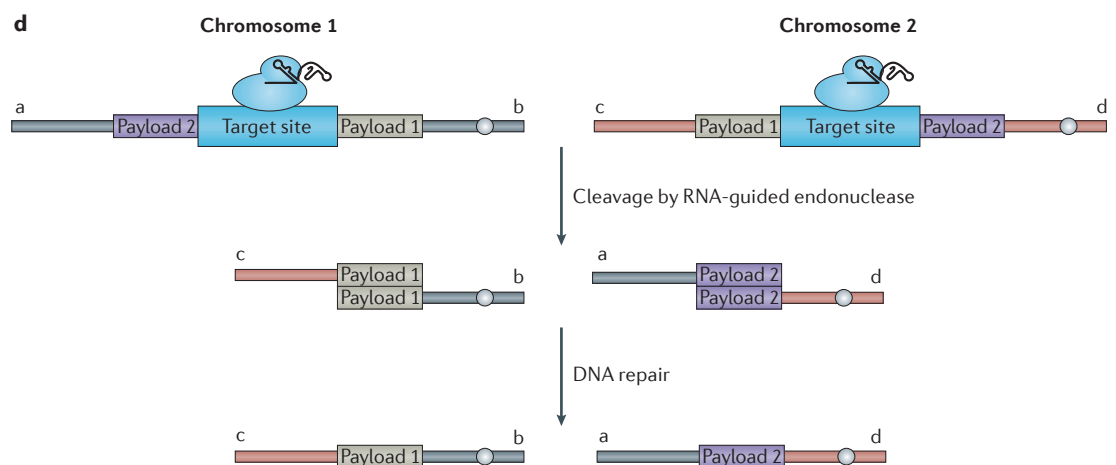 d
Chromosome 1
Chromosome 2
a
b
c
d
Payload 2
Target site
Payload 1
Payload 1
Target site
Payload 2
Cleavage by RNA-guided endonuclease
c
b
a
d
Payload 1
Payload 1
Payload 2
Payload 2
DNA repair
c
b
a
d
Payload 1
Payload 2